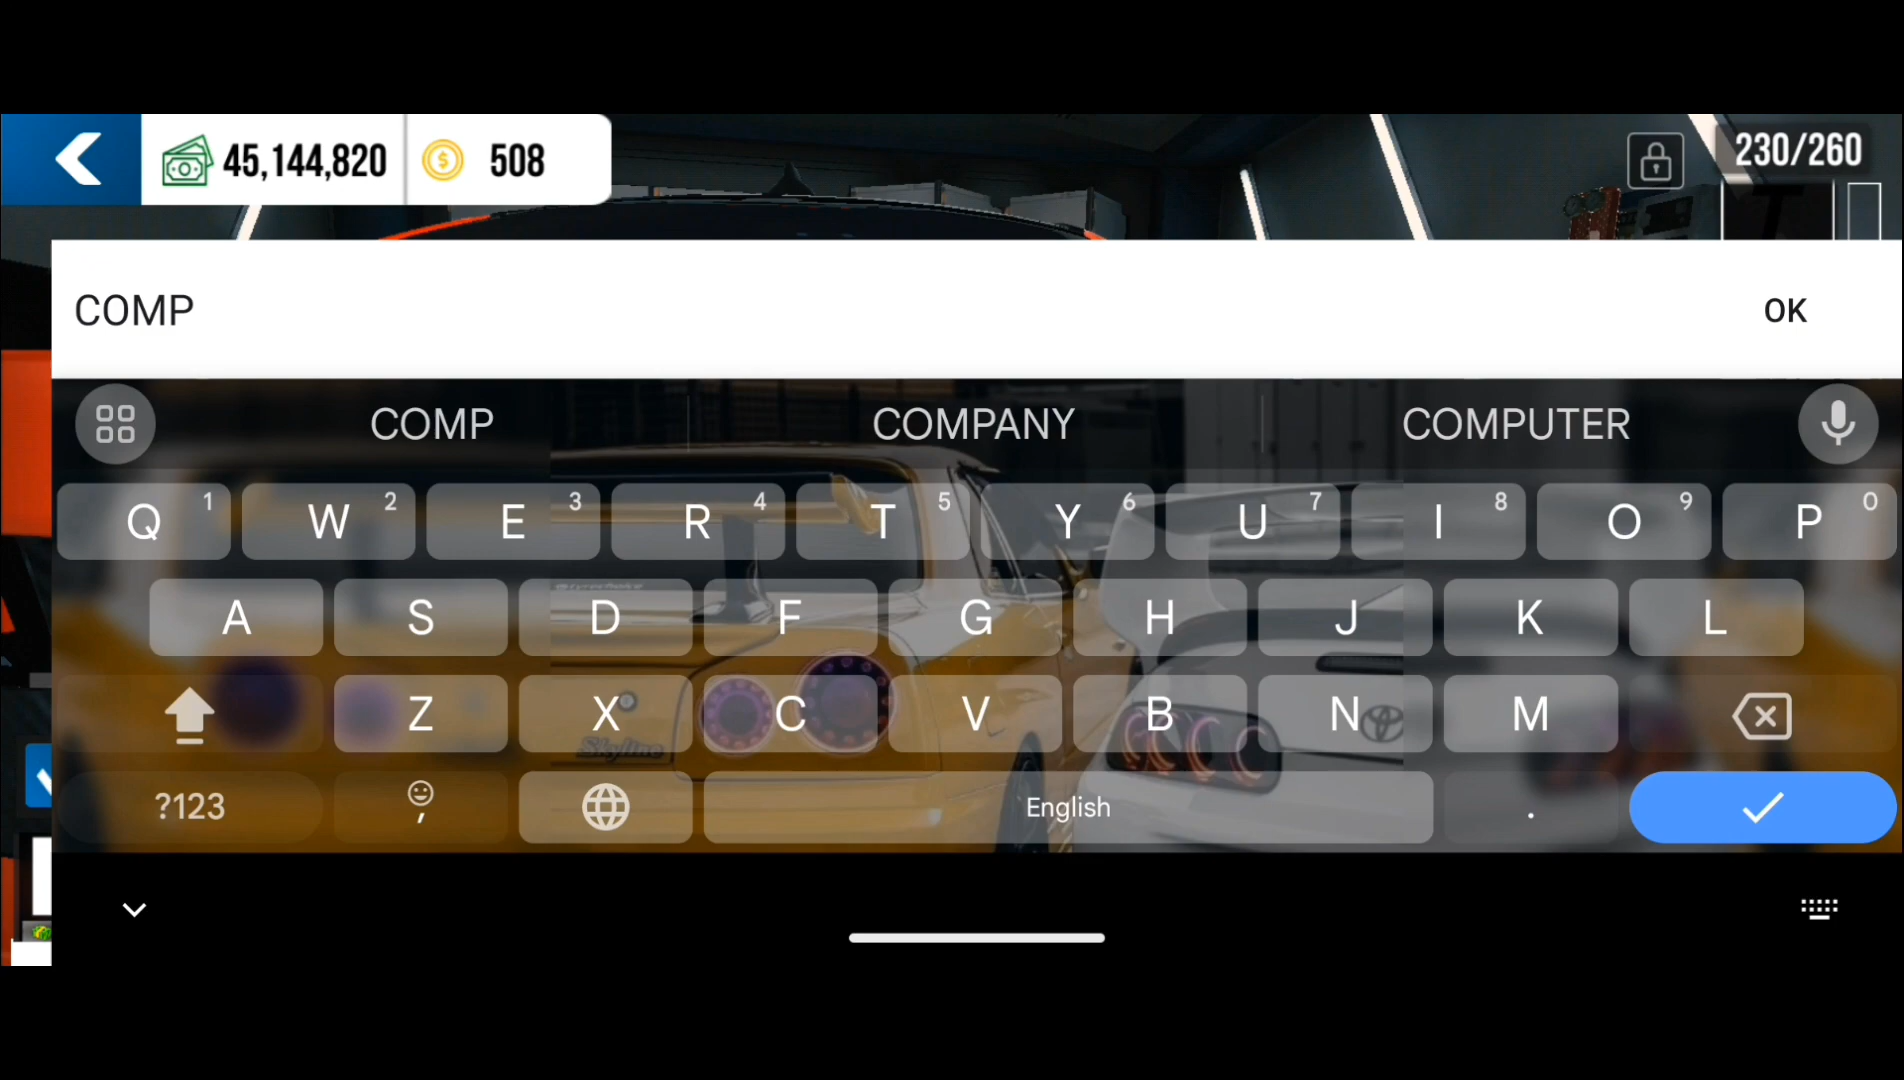 45,144,820 508 230/260
COMP OK
COMP COMPANY COMPUTER
Q 1 W 2 E 3 R 4 T 5 Y 6 U 7 I 8 O 9 P 0
A S D F G H J K L
Z X C V B N M
Skyline
?123 , English .